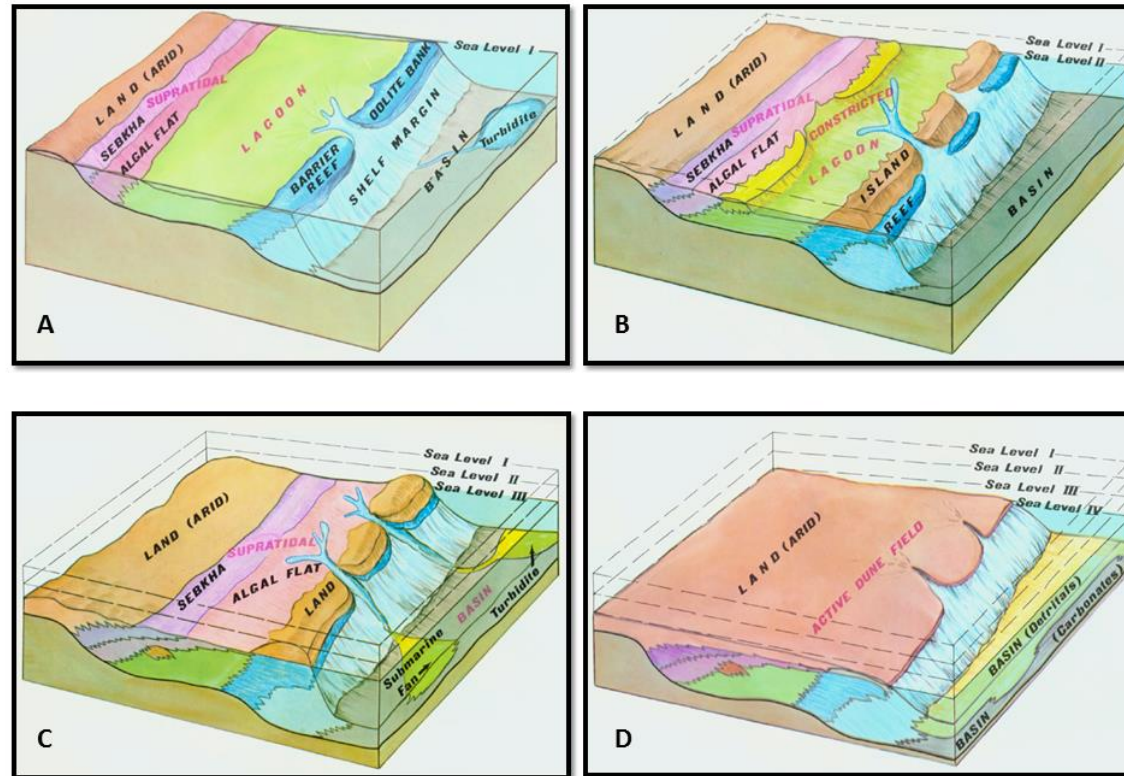 Sea Level I
LAND (ARID)
SEBKHA
SUPRATIDAL
ALGAL FLAT
LAGOON
OOLITE BANK
BARRIER
REEF
SHELF MARGIN
BASIN
Turbidite
A
Sea Level I
Sea Level II
LAND (ARID)
SEBKHA
SUPRATIDAL
ALGAL FLAT
CONSTRICTED
LAGOON
ISLAND
REEF
BASIN
B
Sea Level I
Sea Level II
Sea Level III
LAND (ARID)
SEBKHA
SUPRATIDAL
ALGAL FLAT
LAND
BASIN
Turbidite
Submarine
Fan
C
Sea Level I
Sea Level II
Sea Level III
Sea Level IV
LAND (ARID)
ACTIVE DUNE FIELD
BASIN (Detritals)
BASIN (Carbonates)
D